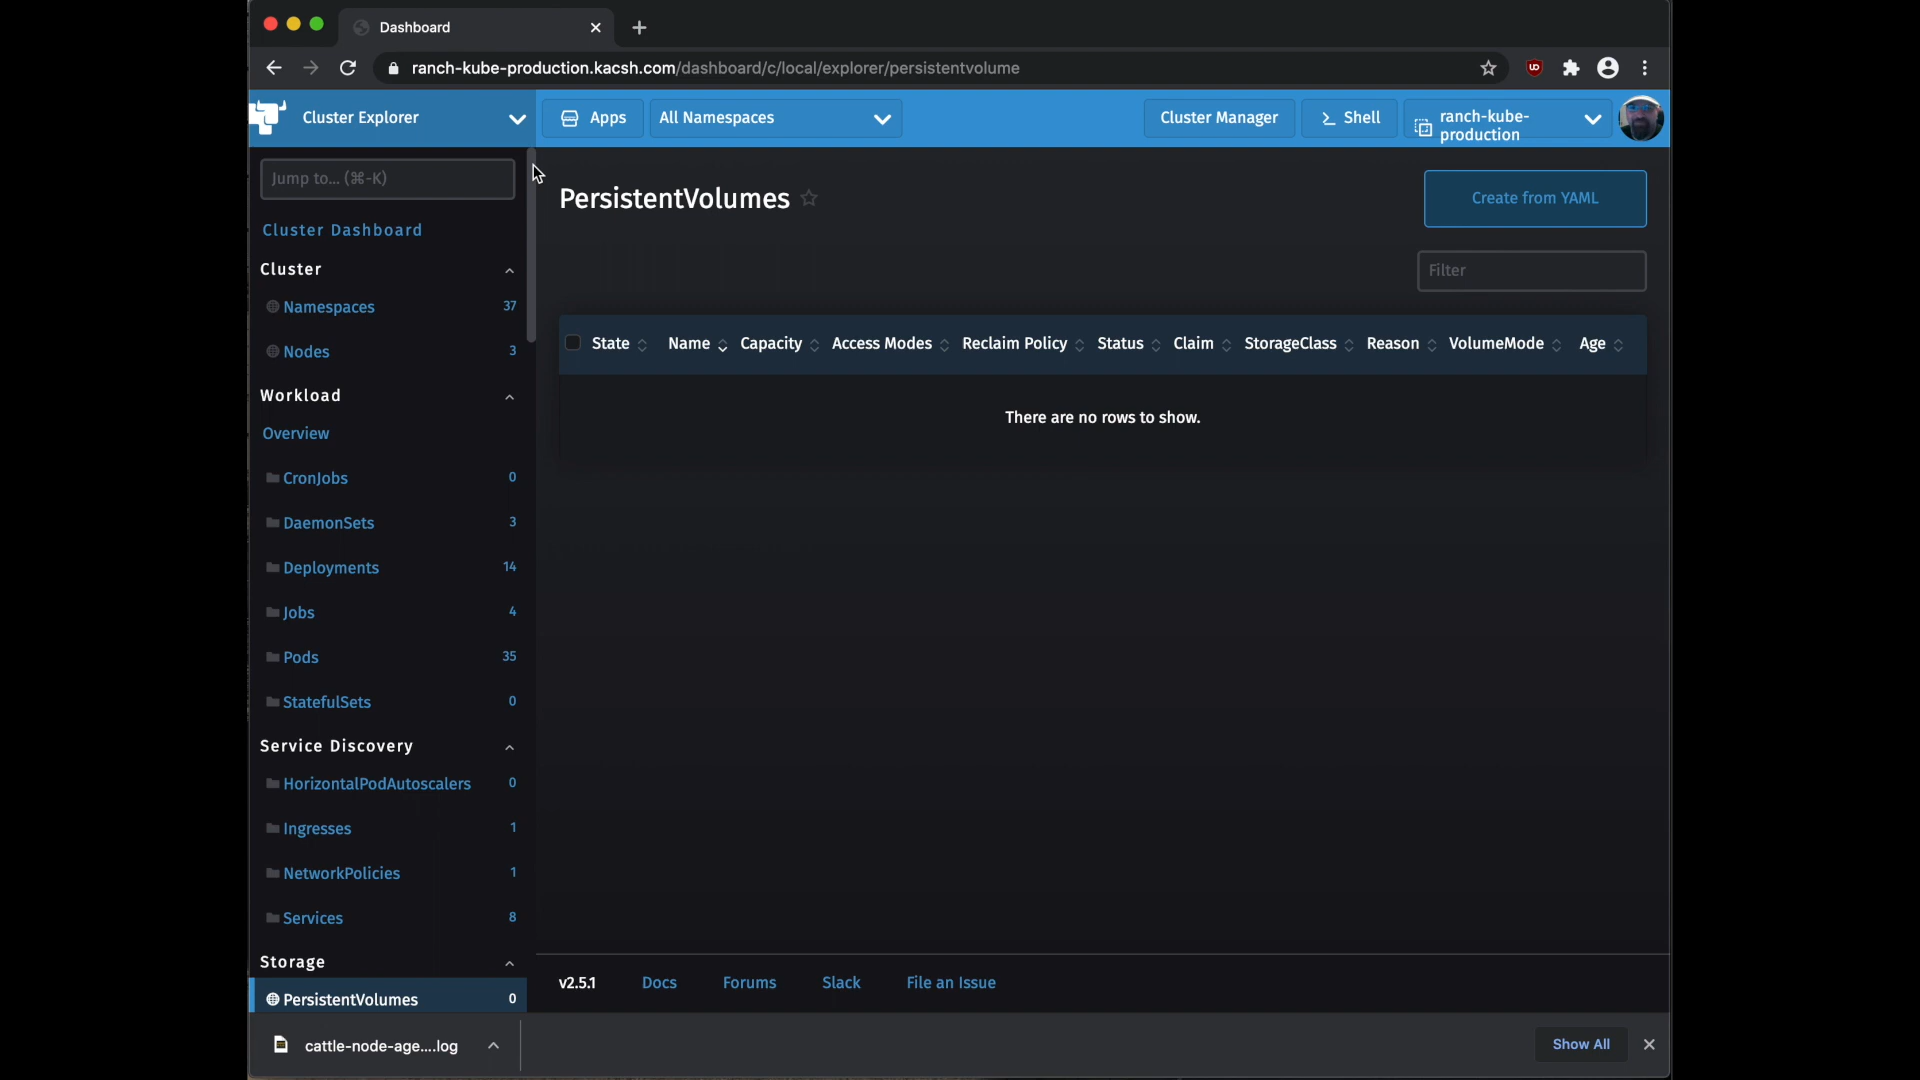 Dashboard
ranch-kube-production.kacsh.com/dashboard/c/local/explorer/persistentvolume
Cluster Explorer
Apps
All Namespaces
Cluster Manager
Shell
ranch-kube-
production
Jump to... (⌘-K)
Cluster Dashboard
Cluster
Namespaces 37
Nodes 3
Workload
Overview
CronJobs 0
DaemonSets 3
Deployments 14
Jobs 4
Pods 35
StatefulSets 0
Service Discovery
HorizontalPodAutoscalers 0
Ingresses 1
NetworkPolicies 1
Services 8
Storage
PersistentVolumes 0
PersistentVolumes
Create from YAML
Filter
State Name Capacity Access Modes Reclaim Policy Status Claim StorageClass Reason VolumeMode Age
There are no rows to show.
v2.5.1 Docs Forums Slack File an Issue
cattle-node-age....log
Show All